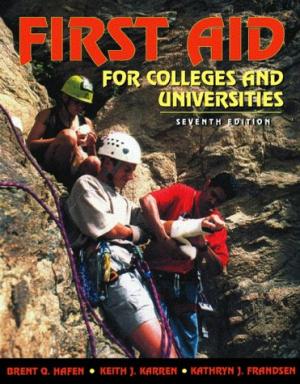 FIRST AID
FOR COLLEGES AND
UNIVERSITIES
SEVENTH EDITION
BRENT Q. HAFEN • KEITH J. KARREN • KATHRYN J. FRANDSEN